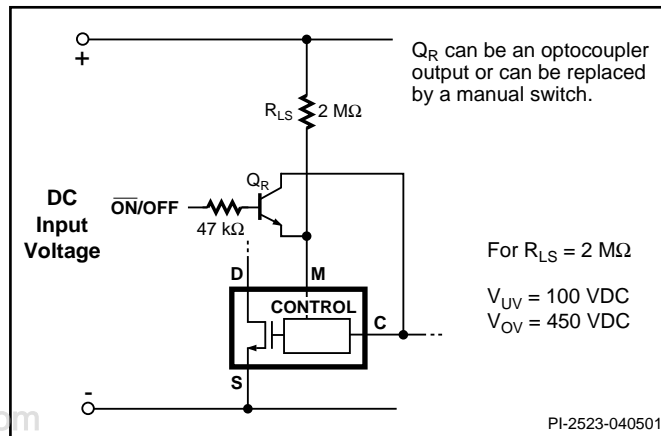 +
Q_R can be an optocoupler
output or can be replaced
by a manual switch.
R_LS
2 MΩ
Q_R
DC
Input
Voltage
O̅N̅/OFF
47 kΩ
For R_LS = 2 MΩ
V_UV = 100 VDC
V_OV = 450 VDC
D
M
CONTROL
C
S
-
om
PI-2523-040501